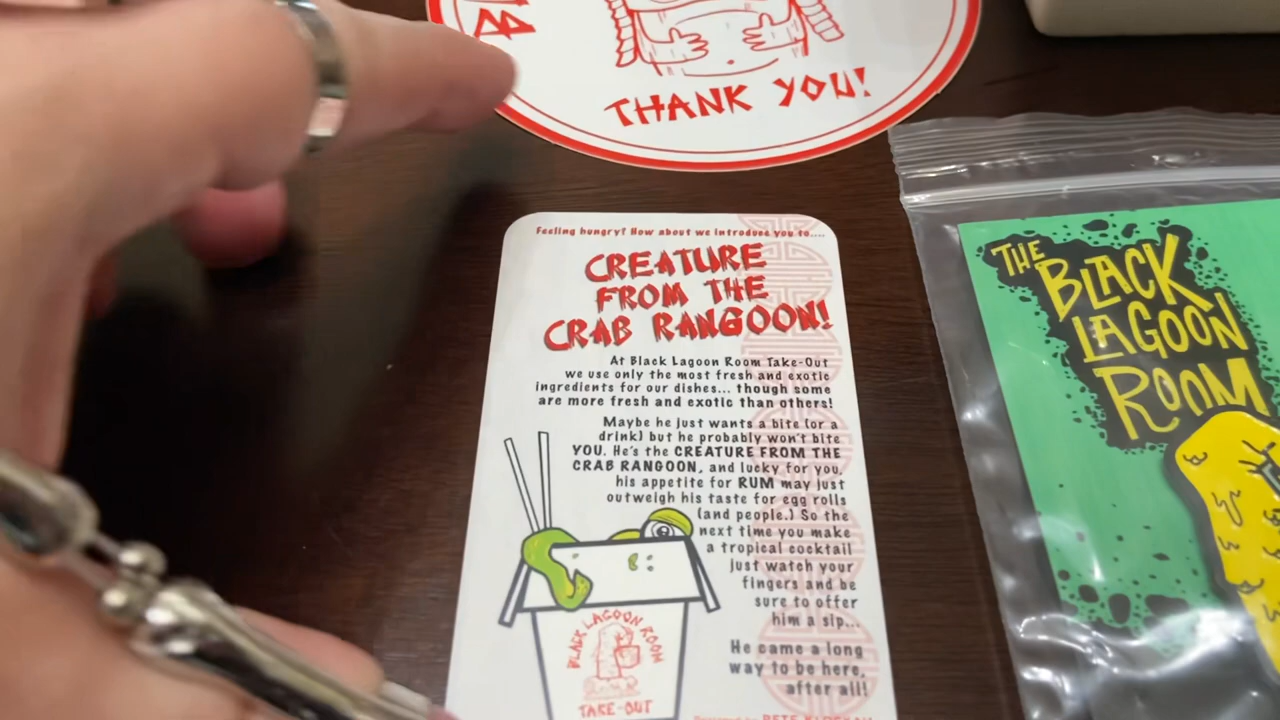 THANK YOU!
Feeling hungry? How about we introduce you to....
CREATURE
FROM THE
CRAB RANGOON!
At Black Lagoon Room Take-Out
we use only the most fresh and exotic
ingredients for our dishes... though some
are more fresh and exotic than others!
Maybe he just wants a bite (or a
drink) but he probably won't bite
YOU. He's the CREATURE FROM THE
CRAB RANGOON, and lucky for you,
his appetite for RUM may just
outweigh his taste for egg rolls
(and people.) So the
next time you make
a tropical cocktail
just watch your
fingers and be
sure to offer
him a sip...
He came a long
way to be here,
after all!
BLACK LAGOON ROOM
TAKE-OUT
THE
BLACK
LAGOON
ROOM